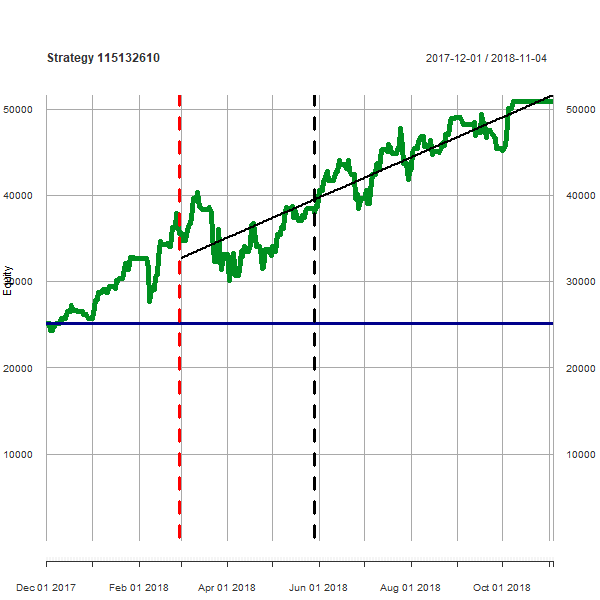 Strategy 115132610
2017-12-01 / 2018-11-04
50000
50000
40000
40000
Equity
30000
30000
20000
20000
10000
10000
Dec 01 2017
Feb 01 2018
Apr 01 2018
Jun 01 2018
Aug 01 2018
Oct 01 2018